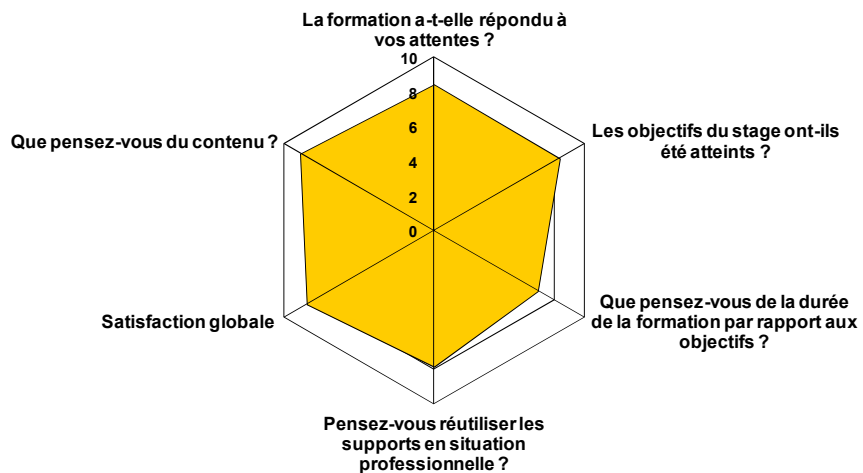 La formation a-t-elle répondu à
vos attentes ?
10
8
6
4
2
0
Les objectifs du stage ont-ils
été atteints ?
Que pensez-vous de la durée
de la formation par rapport aux
objectifs ?
Pensez-vous réutiliser les
supports en situation
professionnelle ?
Satisfaction globale
Que pensez-vous du contenu ?